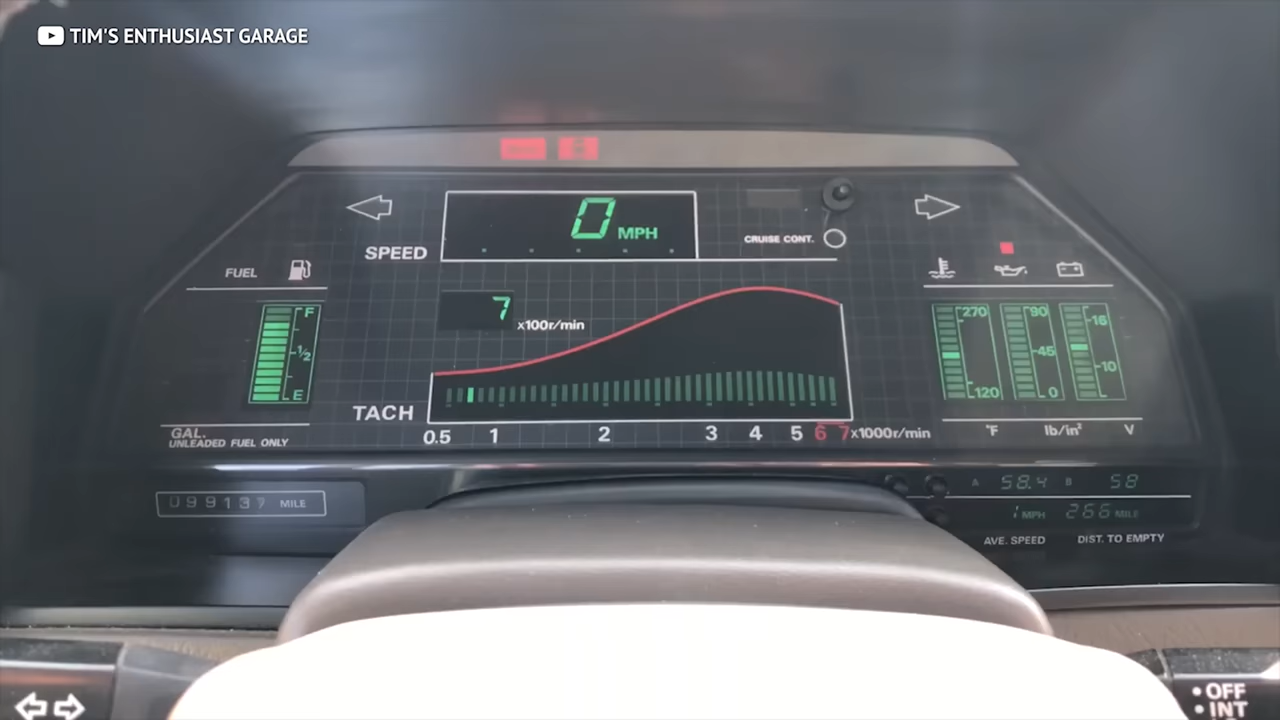 TIM'S ENTHUSIAST GARAGE
0 MPH
SPEED
CRUISE CONT.
FUEL
F
1/2
E
7 x100r/min
270
120
90
45
0
16
10
TACH
0.5 1 2 3 4 5 6 7 x1000r/min
°F lb/in² V
GAL.
UNLEADED FUEL ONLY
099137 MILE
A 58.4 B 58
1 MPH 266 MILE
AVE. SPEED DIST. TO EMPTY
• OFF
• INT